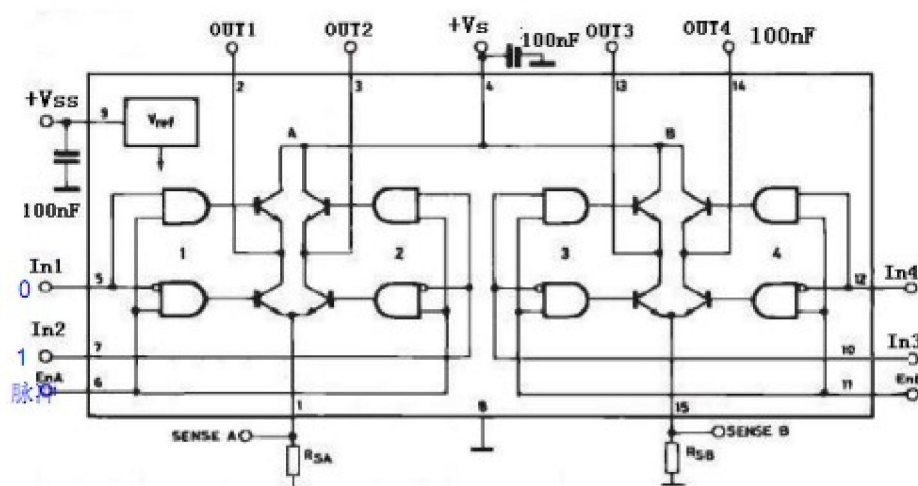 OUT1 OUT2 +Vs 100nF OUT3 OUT4 100nF
2 3 4 13 14
+VSS 9 Vref A B
100nF
1 2 3 4
0 In1 5 12 In4
In2
1 7 10 In3
EnA 6 11
1 8 15
SENSE A SENSE B
RSA RSB